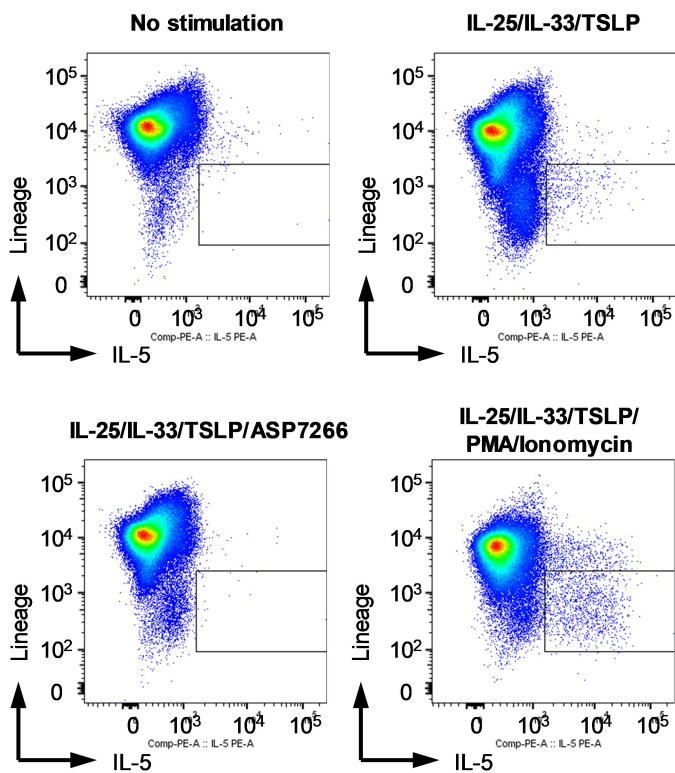 No stimulation
IL-25/IL-33/TSLP
10⁵
10⁴
10³
10²
0
Lineage
0
10³
10⁴
10⁵
Comp-PE-A :: IL-5 PE-A
IL-5
10⁵
10⁴
10³
10²
0
Lineage
0
10³
10⁴
10⁵
Comp-PE-A :: IL-5 PE-A
IL-5
IL-25/IL-33/TSLP/ASP7266
IL-25/IL-33/TSLP/
PMA/Ionomycin
10⁵
10⁴
10³
10²
0
Lineage
0
10³
10⁴
10⁵
Comp-PE-A :: IL-5 PE-A
IL-5
10⁵
10⁴
10³
10²
0
Lineage
0
10³
10⁴
10⁵
Comp-PE-A :: IL-5 PE-A
IL-5